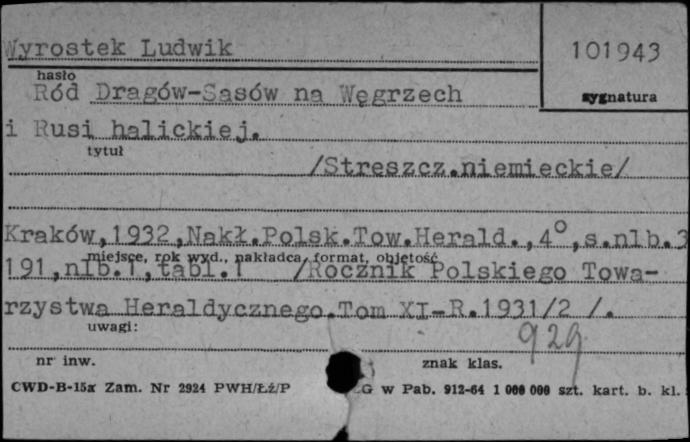 Wyrostek Ludwik
101943
hasło
sygnatura
Ród Dragów-Sasów na Węgrzech
i Rusi halickiej.
tytuł
/Streszcz.niemieckie/
Kraków,1932,Nakł.Polsk.Tow.Herald.,4°,s.nlb.3
miejsce, rok wyd., nakładca, format, objętość
191,nlb.1,tabl.1 /Rocznik Polskiego Towa-
rzystwa Heraldycznego.Tom XI-R.1931/2 /.
uwagi:
929
nr inw.
znak klas.
CWD-B-15a Zam. Nr 2924 PWH/Łź/P G w Pab. 912-64 1 000 000 szt. kart. b. kl.